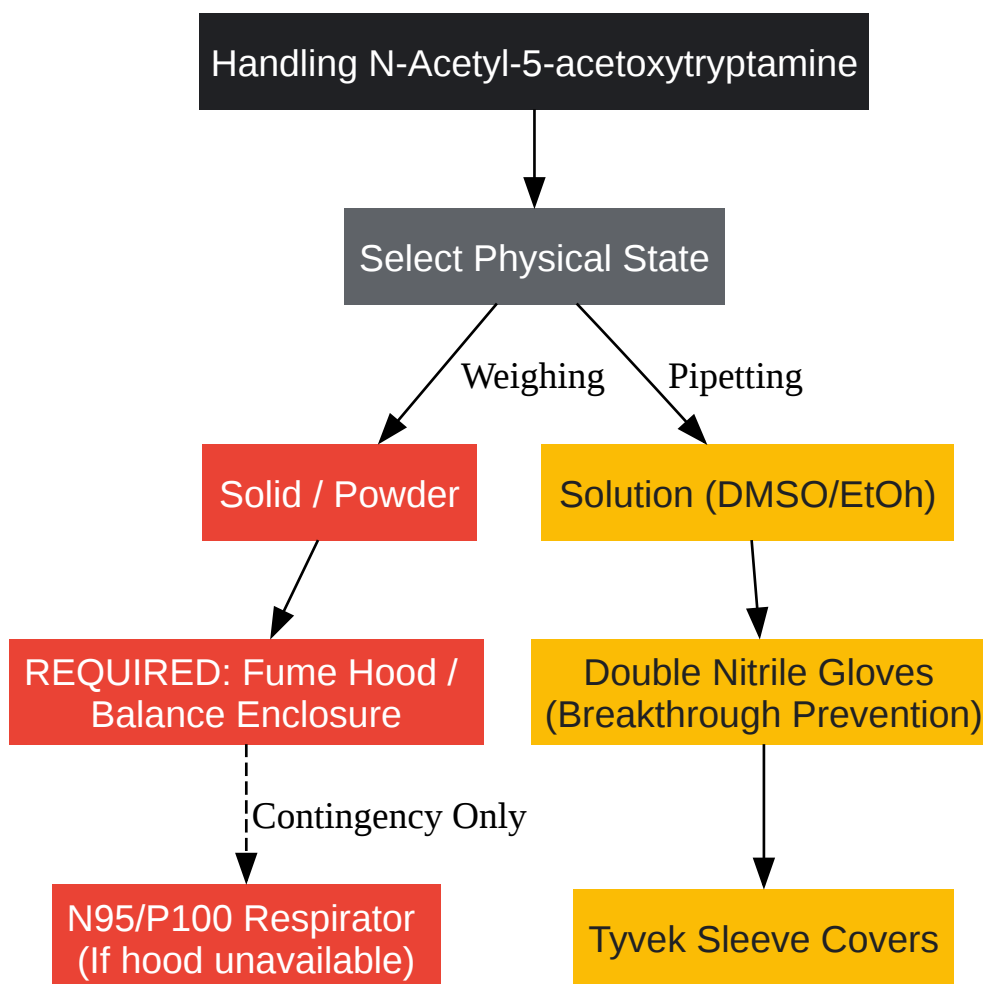 Handling N-Acetyl-5-acetoxytryptamine
Select Physical State
Weighing
Pipetting
Solid / Powder
Solution (DMSO/EtOh)
REQUIRED: Fume Hood /
Balance Enclosure
Double Nitrile Gloves
(Breakthrough Prevention)
Contingency Only
N95/P100 Respirator
(If hood unavailable)
Tyvek Sleeve Covers